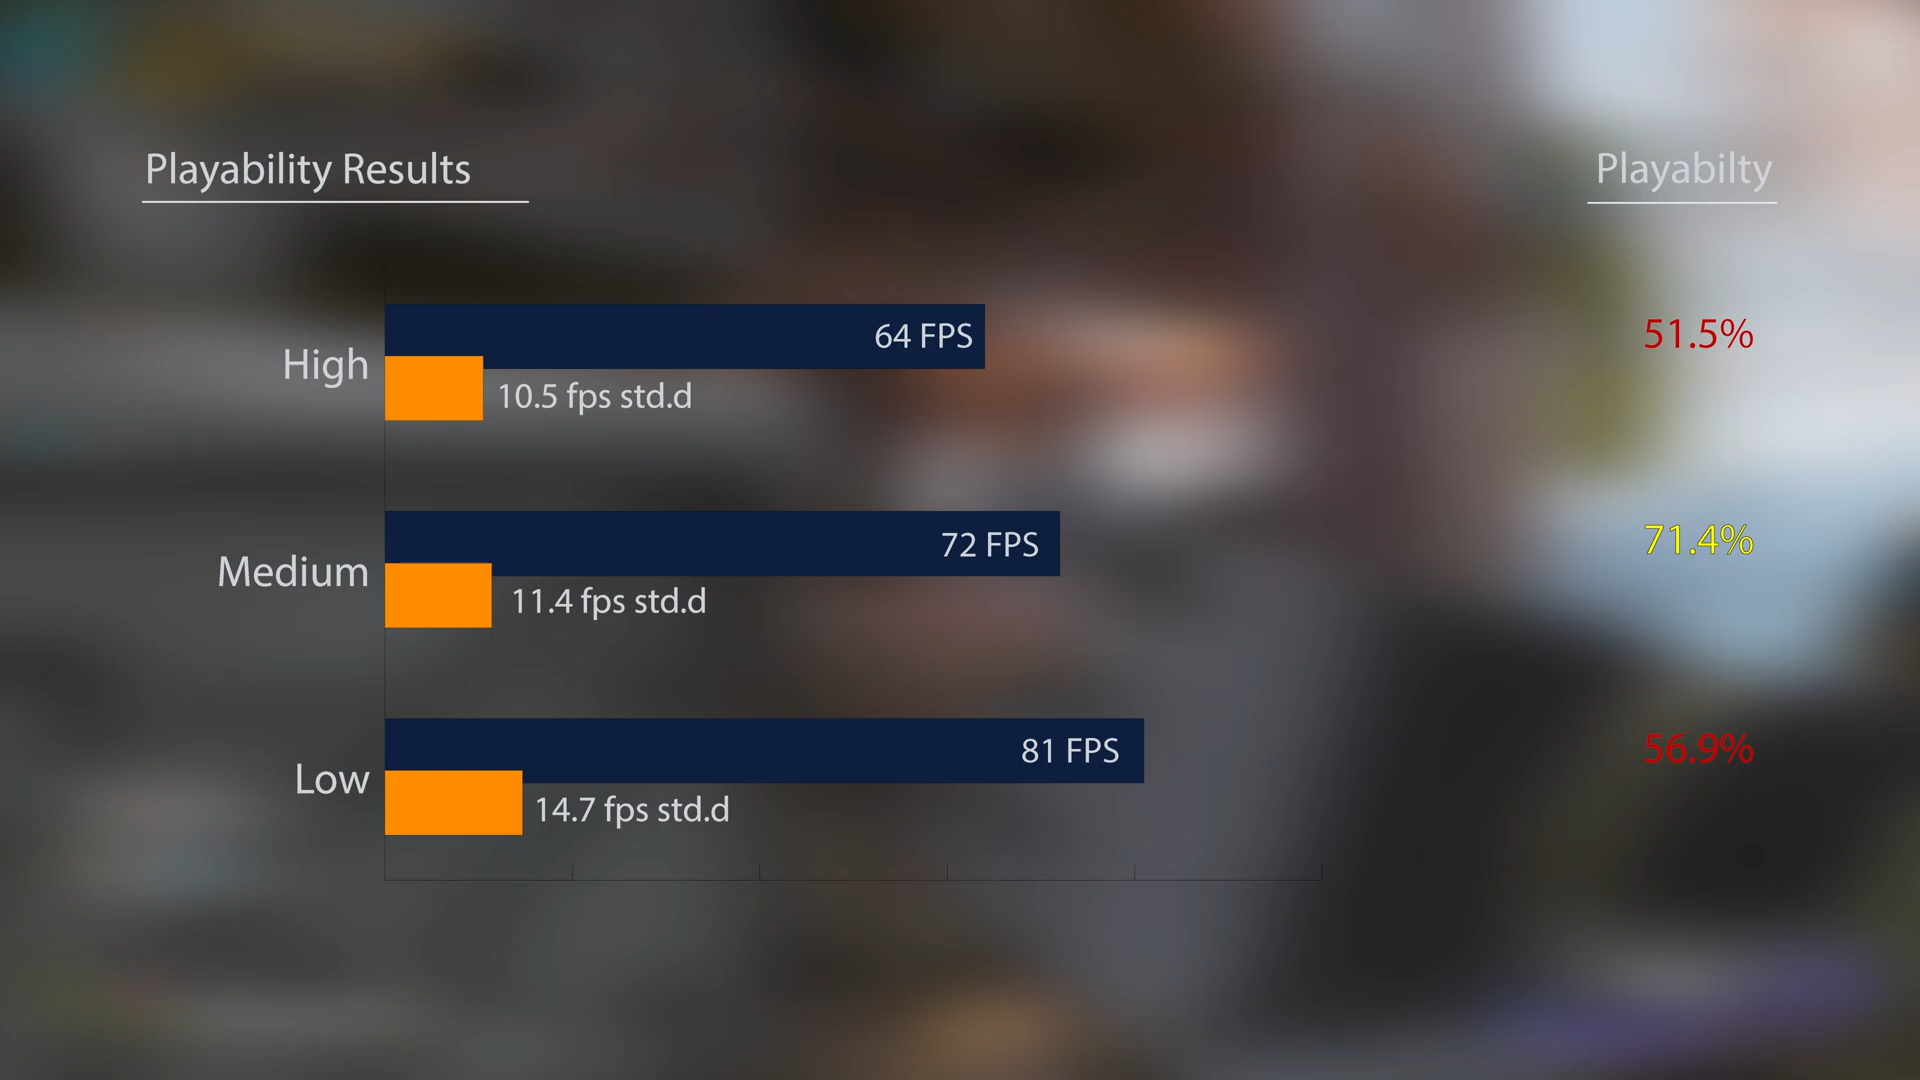 Playability Results
Playabilty
High
64 FPS
10.5 fps std.d
51.5%
Medium
72 FPS
11.4 fps std.d
71.4%
Low
81 FPS
14.7 fps std.d
56.9%